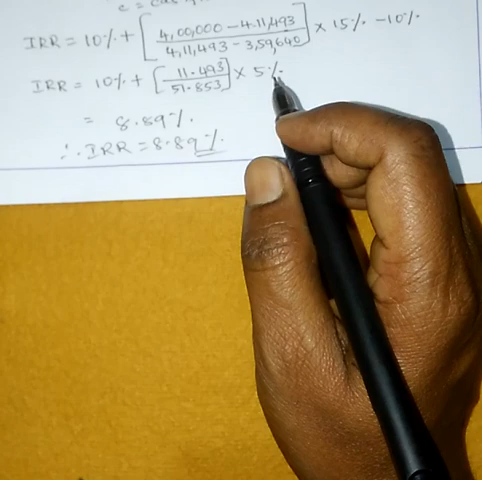 IRR = 10% + [4,00,000 - 4,11,493 / 4,11,493 - 3,59,640] × 15% - 10%
IRR = 10% + [11.493 / 51.853] × 5%
= 8.89%.
∴ IRR = 8.89%